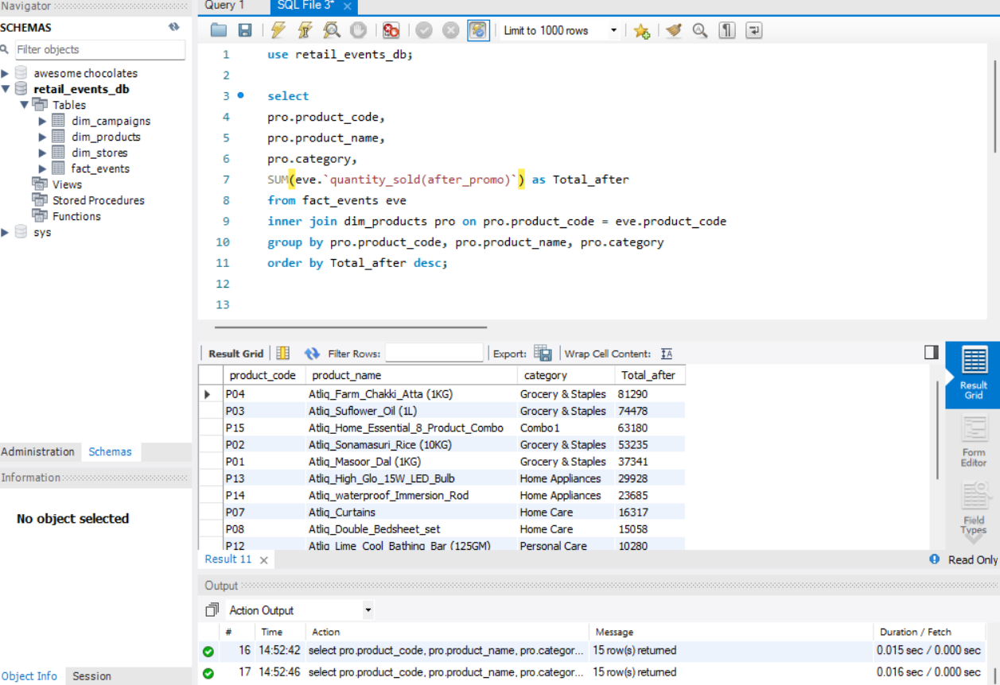 Navigator
Query 1
SQL File 3*
SCHEMAS
Limit to 1000 rows
Filter objects
awesome chocolates
retail_events_db
Tables
dim_campaigns
dim_products
dim_stores
fact_events
Views
Stored Procedures
Functions
sys
1 use retail_events_db;
2
3 select
4 pro.product_code,
5 pro.product_name,
6 pro.category,
7 SUM(eve.`quantity_sold(after_promo)`) as Total_after
8 from fact_events eve
9 inner join dim_products pro on pro.product_code = eve.product_code
10 group by pro.product_code, pro.product_name, pro.category
11 order by Total_after desc;
12
13
Result Grid Filter Rows: Export: Wrap Cell Content:
product_code product_name category Total_after
P04 Atliq_Farm_Chakki_Atta (1KG) Grocery & Staples 81290
P03 Atliq_Suflower_Oil (1L) Grocery & Staples 74478
P15 Atliq_Home_Essential_8_Product_Combo Combo1 63180
P02 Atliq_Sonamasuri_Rice (10KG) Grocery & Staples 53235
P01 Atliq_Masoor_Dal (1KG) Grocery & Staples 37341
P13 Atliq_High_Glo_15W_LED_Bulb Home Appliances 29928
P14 Atliq_waterproof_Immersion_Rod Home Appliances 23685
P07 Atliq_Curtains Home Care 16317
P08 Atliq_Double_Bedsheet_set Home Care 15058
P12 Atliq_Lime_Cool_Bathing_Bar (125GM) Personal Care 10280
Result
Grid
Form
Editor
Field
Types
Administration Schemas
Information
No object selected
Result 11
Read Only
Output
Action Output
# Time Action Message Duration / Fetch
16 14:52:42 select pro.product_code, pro.product_name, pro.categor... 15 row(s) returned 0.015 sec / 0.000 sec
17 14:52:46 select pro.product_code, pro.product_name, pro.categor... 15 row(s) returned 0.016 sec / 0.000 sec
Object Info Session